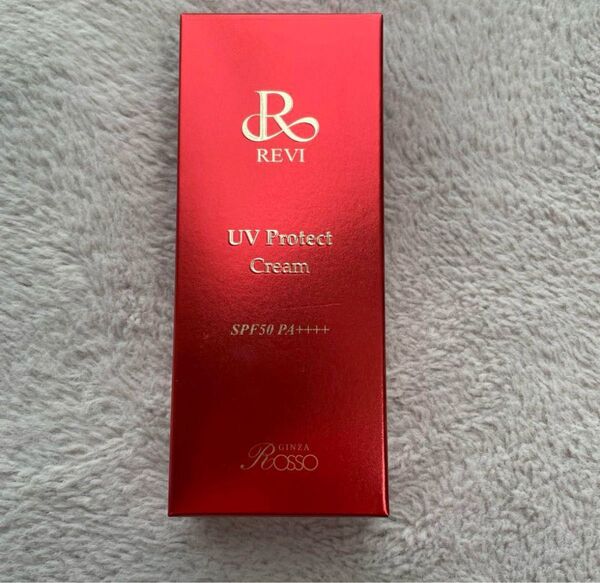 R
REVI
UV Protect
Cream
SPF50 PA++++
GINZA
Rosso